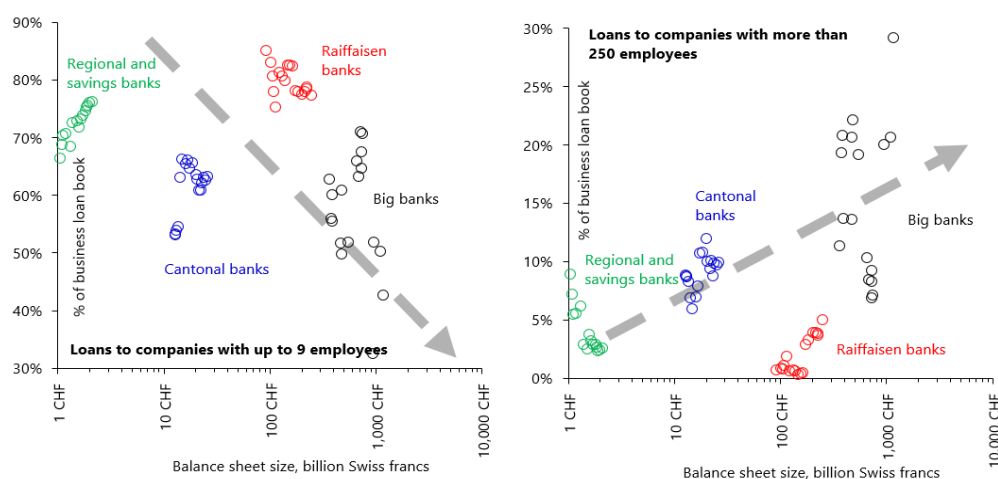 90%
80%
70%
60%
50%
40%
30%
% of business loan book
Regional and
savings banks
Raiffaisen
banks
Big banks
Cantonal banks
Loans to companies with up to 9 employees
1 CHF
10 CHF
100 CHF
1,000 CHF
10,000 CHF
Balance sheet size, billion Swiss francs
30%
25%
20%
15%
10%
5%
0%
% of business loan book
Loans to companies with more than
250 employees
Cantonal
banks
Big banks
Regional and
savings banks
Raiffaisen banks
1 CHF
10 CHF
100 CHF
1,000 CHF
10,000 CHF
Balance sheet size, billion Swiss francs